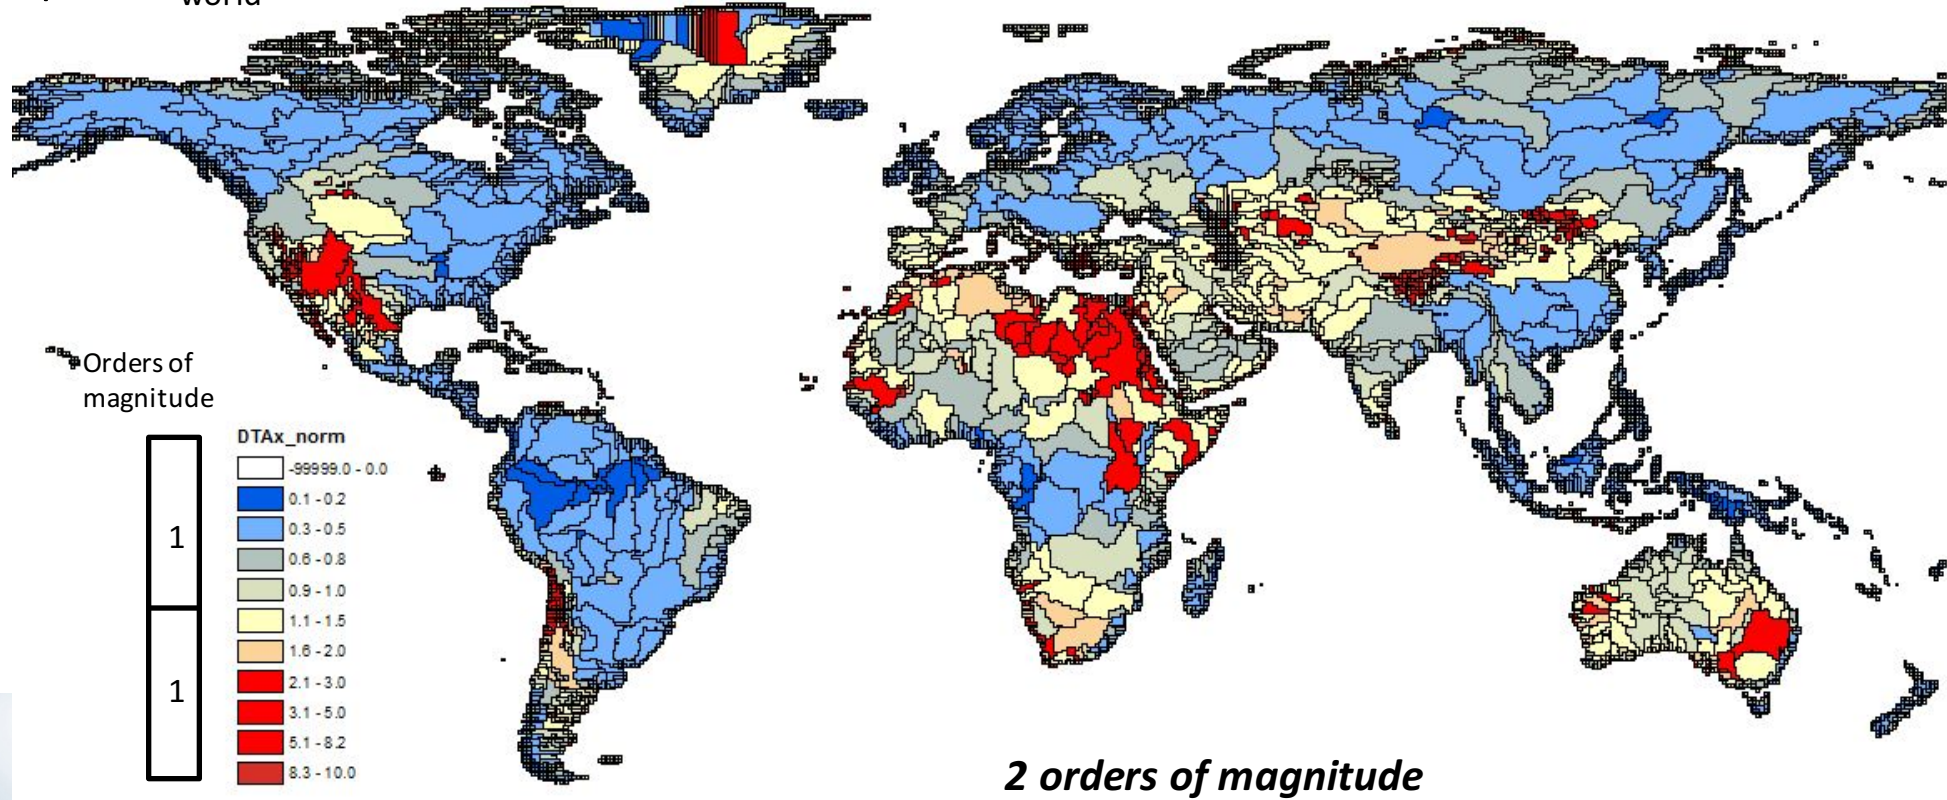 world
Orders of
magnitude
1
1
DTAx_norm
-99999.0 - 0.0
0.1 - 0.2
0.3 - 0.5
0.6 - 0.8
0.9 - 1.0
1.1 - 1.5
1.6 - 2.0
2.1 - 3.0
3.1 - 5.0
5.1 - 8.2
8.3 - 10.0
2 orders of magnitude